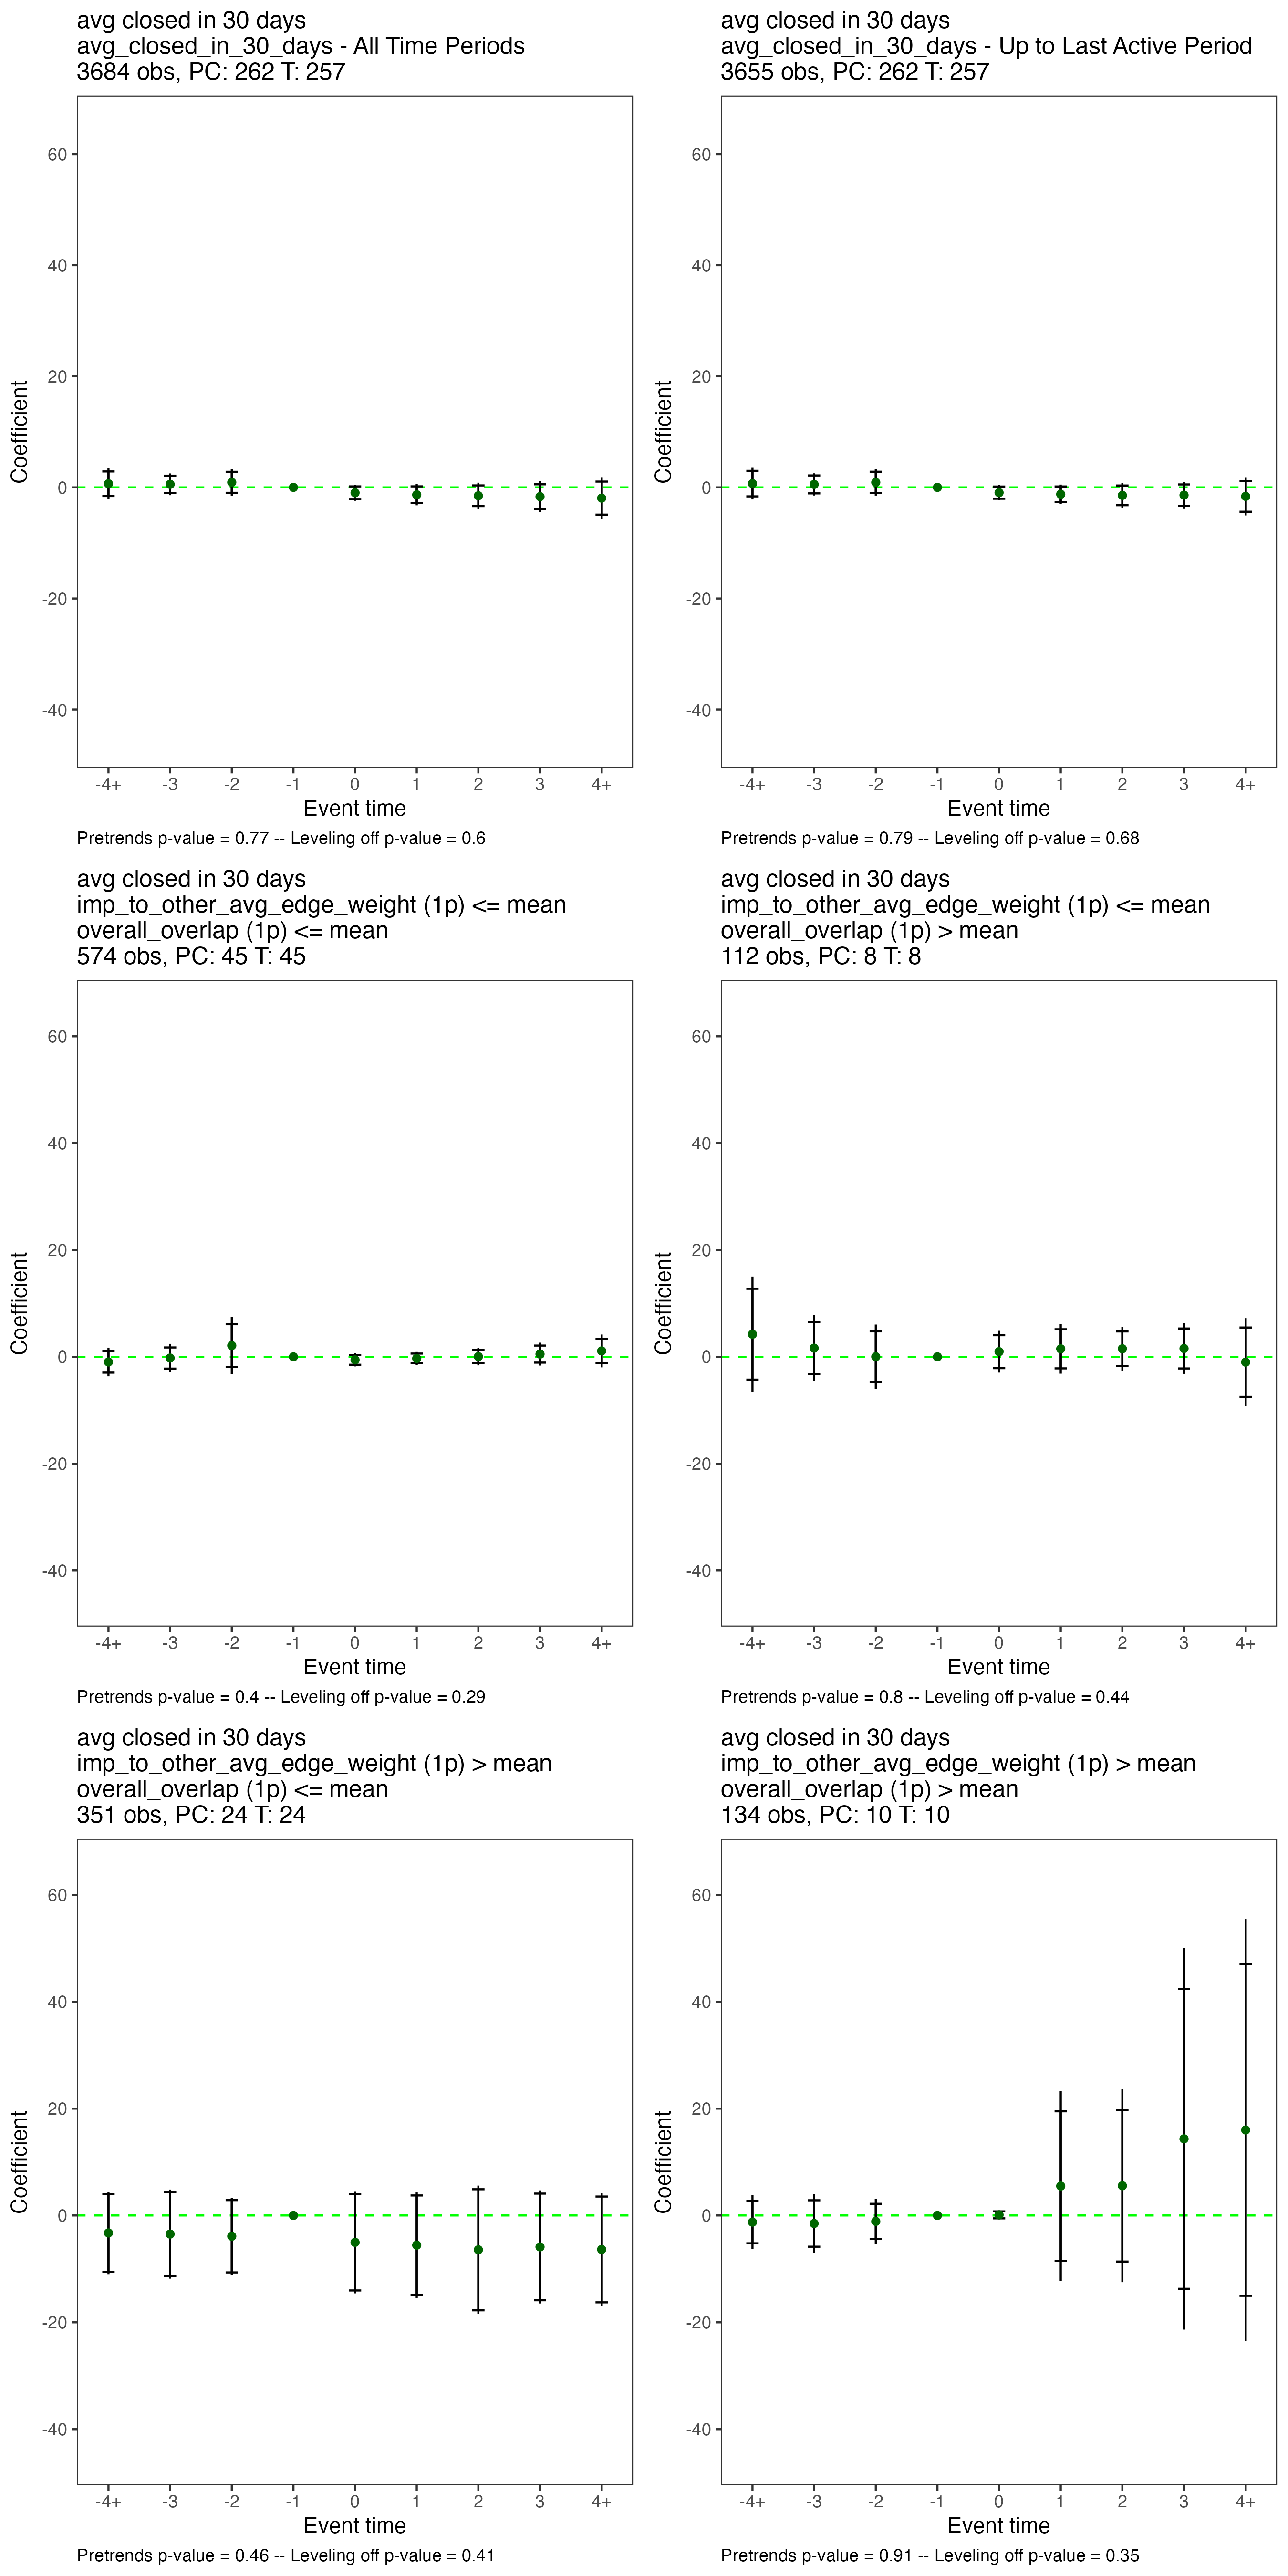 avg closed in 30 days
avg_closed_in_30_days - All Time Periods
3684 obs, PC: 262 T: 257
Coefficient
60
40
20
0
-20
-40
-4+ -3 -2 -1 0 1 2 3 4+
Event time
Pretrends p-value = 0.77 -- Leveling off p-value = 0.6
avg closed in 30 days
avg_closed_in_30_days - Up to Last Active Period
3655 obs, PC: 262 T: 257
Coefficient
60
40
20
0
-20
-40
-4+ -3 -2 -1 0 1 2 3 4+
Event time
Pretrends p-value = 0.79 -- Leveling off p-value = 0.68
avg closed in 30 days
imp_to_other_avg_edge_weight (1p) <= mean
overall_overlap (1p) <= mean
574 obs, PC: 45 T: 45
Coefficient
60
40
20
0
-20
-40
-4+ -3 -2 -1 0 1 2 3 4+
Event time
Pretrends p-value = 0.4 -- Leveling off p-value = 0.29
avg closed in 30 days
imp_to_other_avg_edge_weight (1p) <= mean
overall_overlap (1p) > mean
112 obs, PC: 8 T: 8
Coefficient
60
40
20
0
-20
-40
-4+ -3 -2 -1 0 1 2 3 4+
Event time
Pretrends p-value = 0.8 -- Leveling off p-value = 0.44
avg closed in 30 days
imp_to_other_avg_edge_weight (1p) > mean
overall_overlap (1p) <= mean
351 obs, PC: 24 T: 24
Coefficient
60
40
20
0
-20
-40
-4+ -3 -2 -1 0 1 2 3 4+
Event time
Pretrends p-value = 0.46 -- Leveling off p-value = 0.41
avg closed in 30 days
imp_to_other_avg_edge_weight (1p) > mean
overall_overlap (1p) > mean
134 obs, PC: 10 T: 10
Coefficient
60
40
20
0
-20
-40
-4+ -3 -2 -1 0 1 2 3 4+
Event time
Pretrends p-value = 0.91 -- Leveling off p-value = 0.35